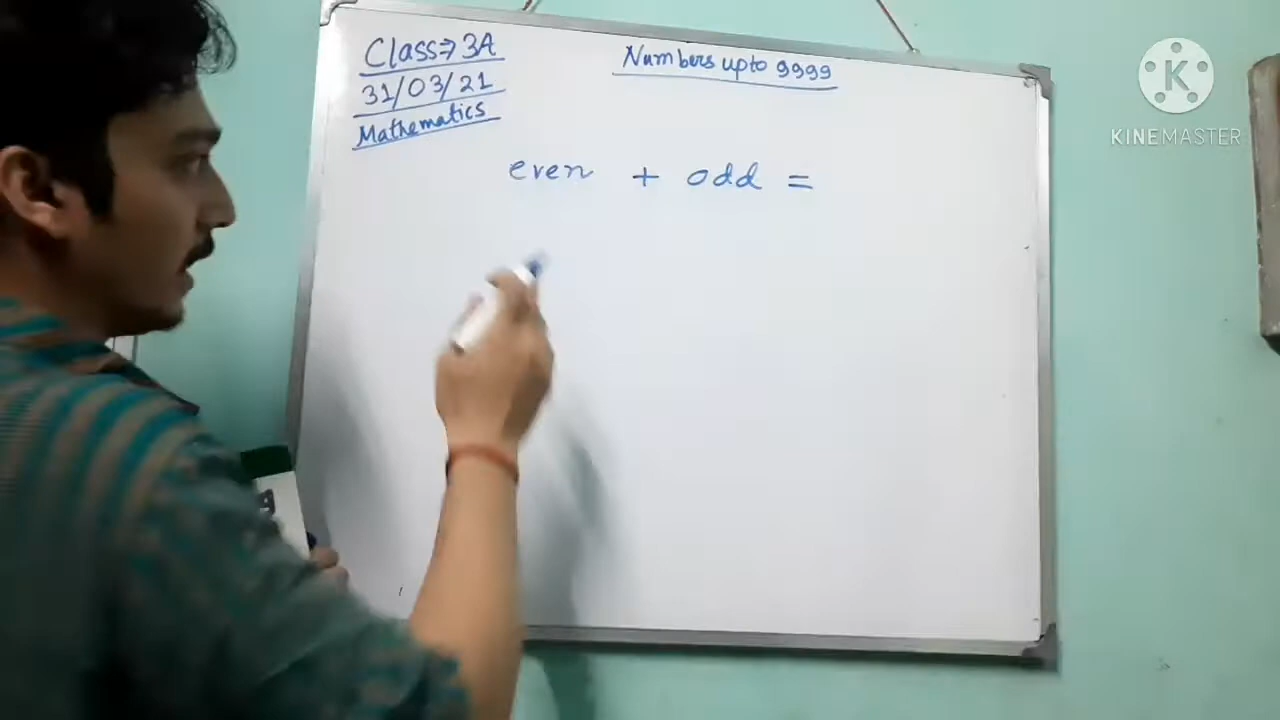 Class⇒3A
31/03/21
Mathematics
Numbers upto 9999
even + odd =
K
KINEMASTER